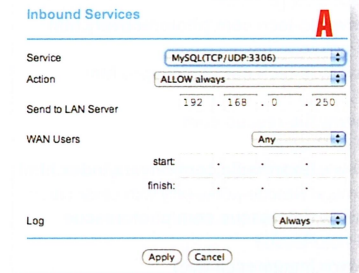 Inbound Services
A
Service MySQL(TCP/UDP:3306)
Action ALLOW always
Send to LAN Server 192 . 168 . 0 . 250
WAN Users Any
start: . . .
finish: . . .
Log Always
Apply Cancel